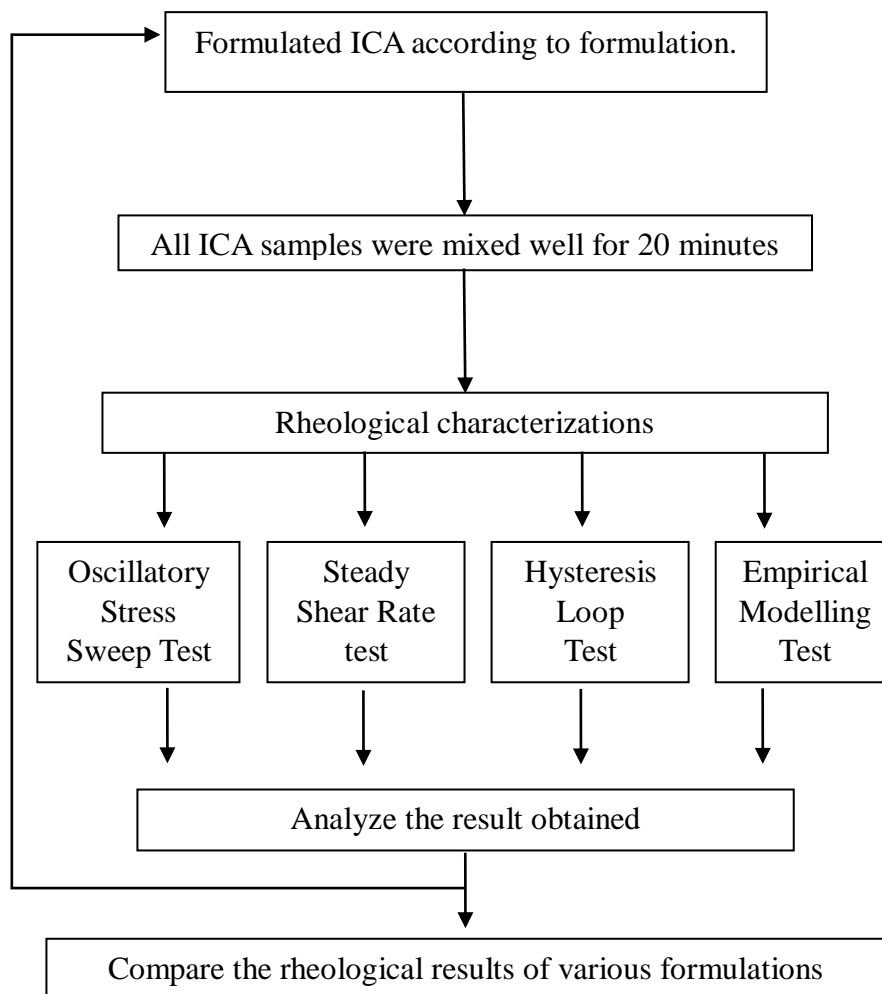 Formulated ICA according to formulation.
All ICA samples were mixed well for 20 minutes
Rheological characterizations
Oscillatory
Stress
Sweep Test
Steady
Shear Rate
test
Hysteresis
Loop
Test
Empirical
Modelling
Test
Analyze the result obtained
Compare the rheological results of various formulations